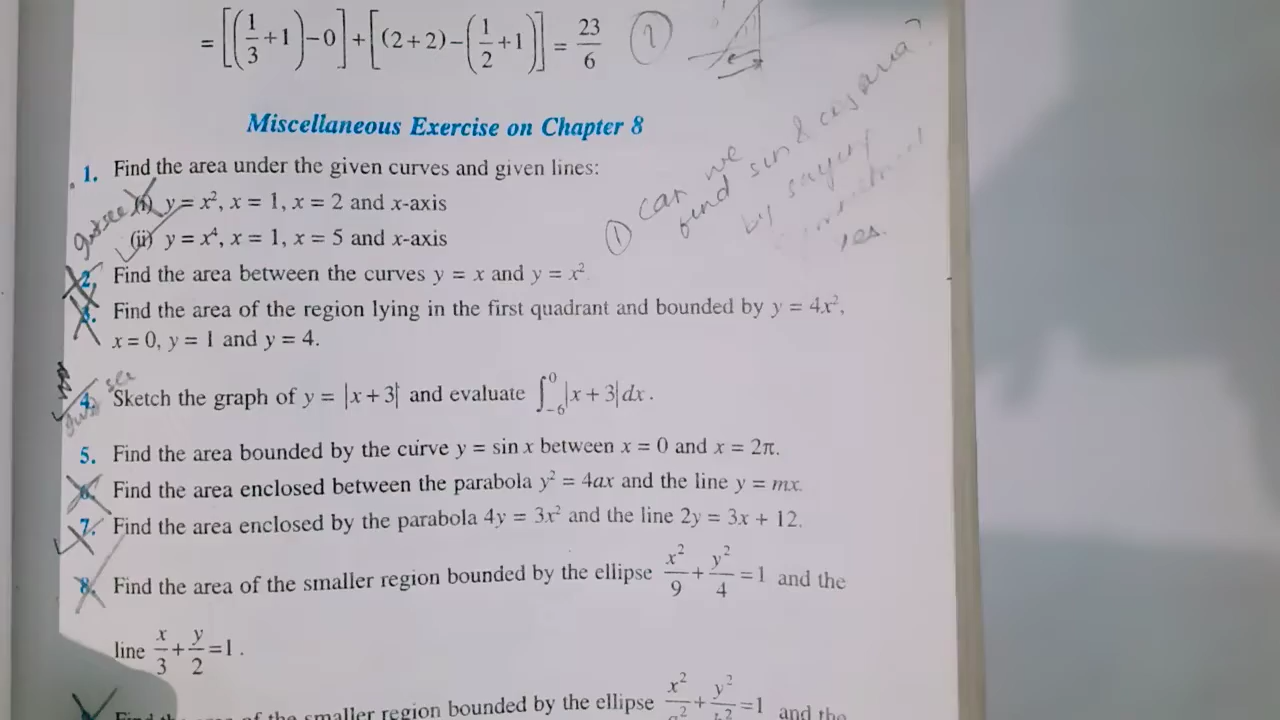 = [(1/3 + 1) − 0] + [(2 + 2) − (1/2 + 1)] = 23/6 ①
Miscellaneous Exercise on Chapter 8
① can we
find sin & cos area?
by saying
yes.
1. Find the area under the given curves and given lines:
(i) y = x², x = 1, x = 2 and x-axis
(ii) y = x⁴, x = 1, x = 5 and x-axis
2. Find the area between the curves y = x and y = x²
3. Find the area of the region lying in the first quadrant and bounded by y = 4x²,
x = 0, y = 1 and y = 4.
see
4. Sketch the graph of y = |x + 3| and evaluate ∫₋₆⁰ |x + 3| dx.
5. Find the area bounded by the curve y = sin x between x = 0 and x = 2π.
6. Find the area enclosed between the parabola y² = 4ax and the line y = mx.
7. Find the area enclosed by the parabola 4y = 3x² and the line 2y = 3x + 12.
8. Find the area of the smaller region bounded by the ellipse x²/9 + y²/4 = 1 and the
line x/3 + y/2 = 1.
Find the area of the smaller region bounded by the ellipse x²/a² + y²/b² = 1 and the